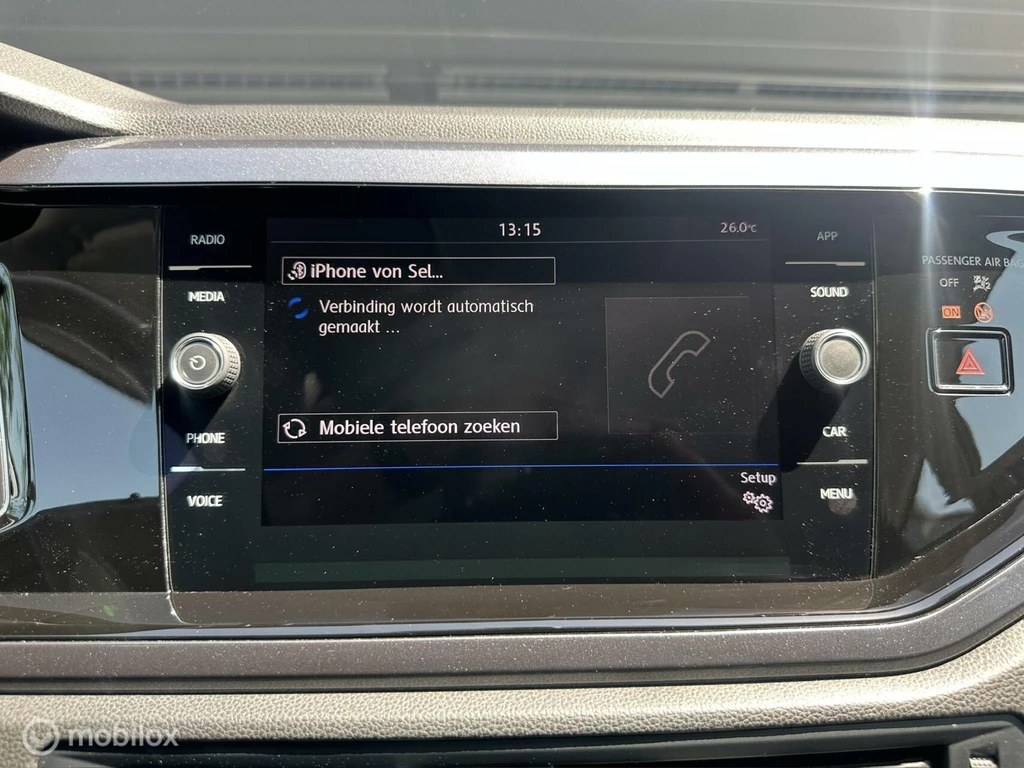 13:15
26.0°C
RADIO
MEDIA
PHONE
VOICE
iPhone von Sel...
Verbinding wordt automatisch
gemaakt ...
Mobiele telefoon zoeken
Setup
APP
SOUND
CAR
MENU
PASSENGER AIR BAG
OFF
ON
mobilox